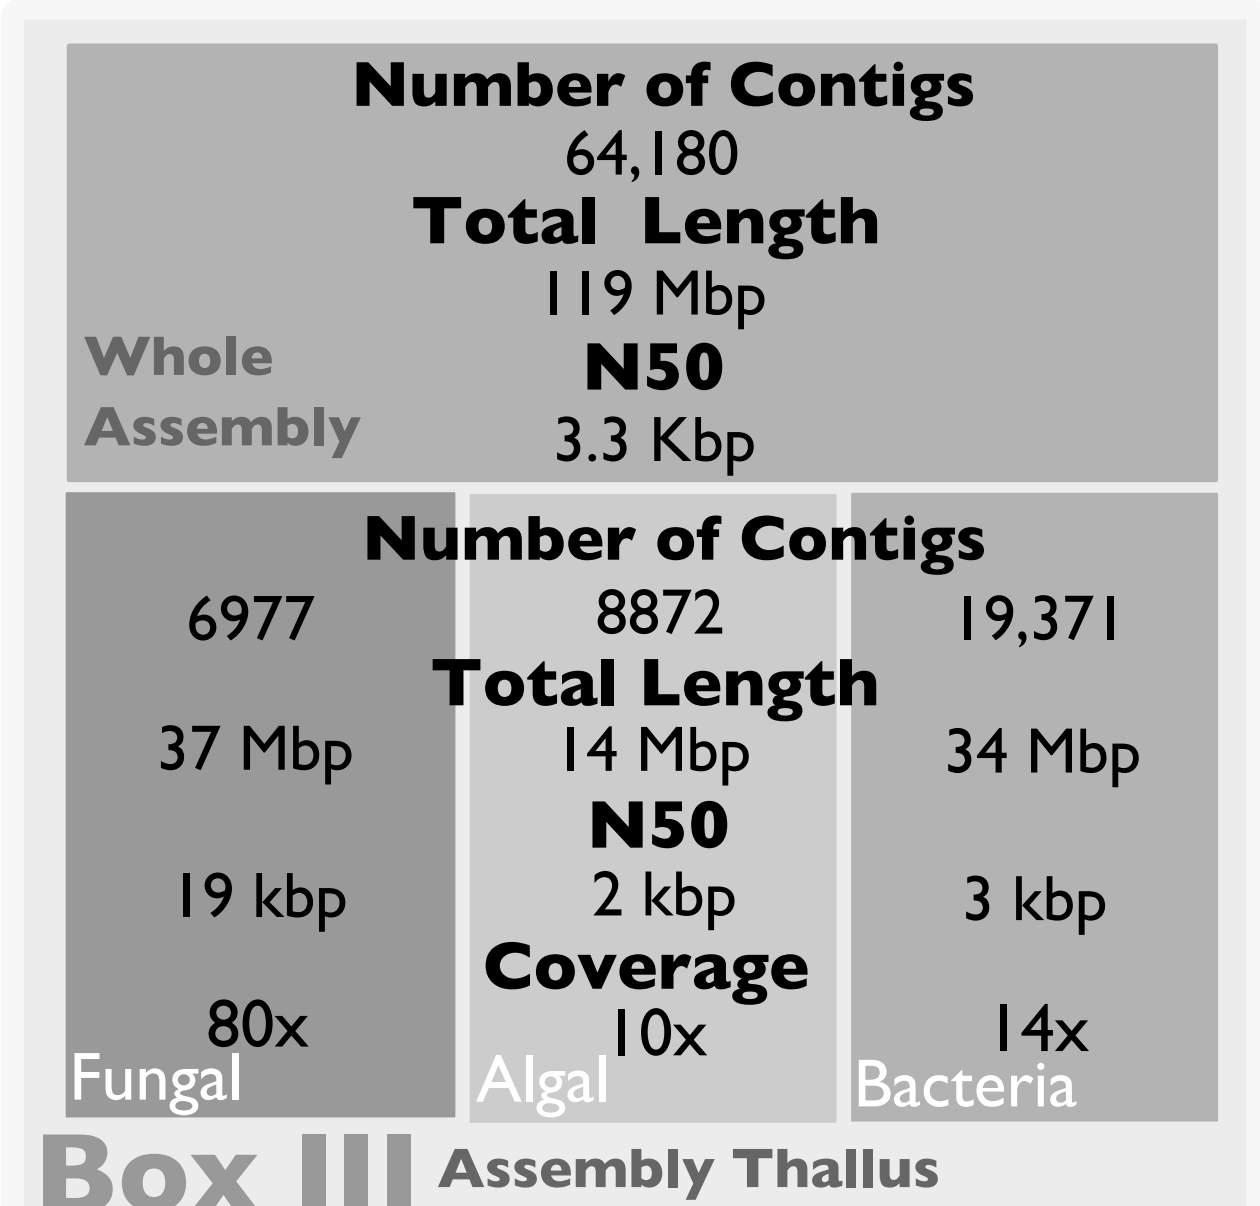 Number of Contigs
64,180
Total Length
119 Mbp
N50
3.3 Kbp
Whole
Assembly
Number of Contigs
6977 8872 19,371
Total Length
37 Mbp 14 Mbp 34 Mbp
N50
19 kbp 2 kbp 3 kbp
Coverage
80x 10x 14x
Fungal Algal Bacteria
Box III Assembly Thallus